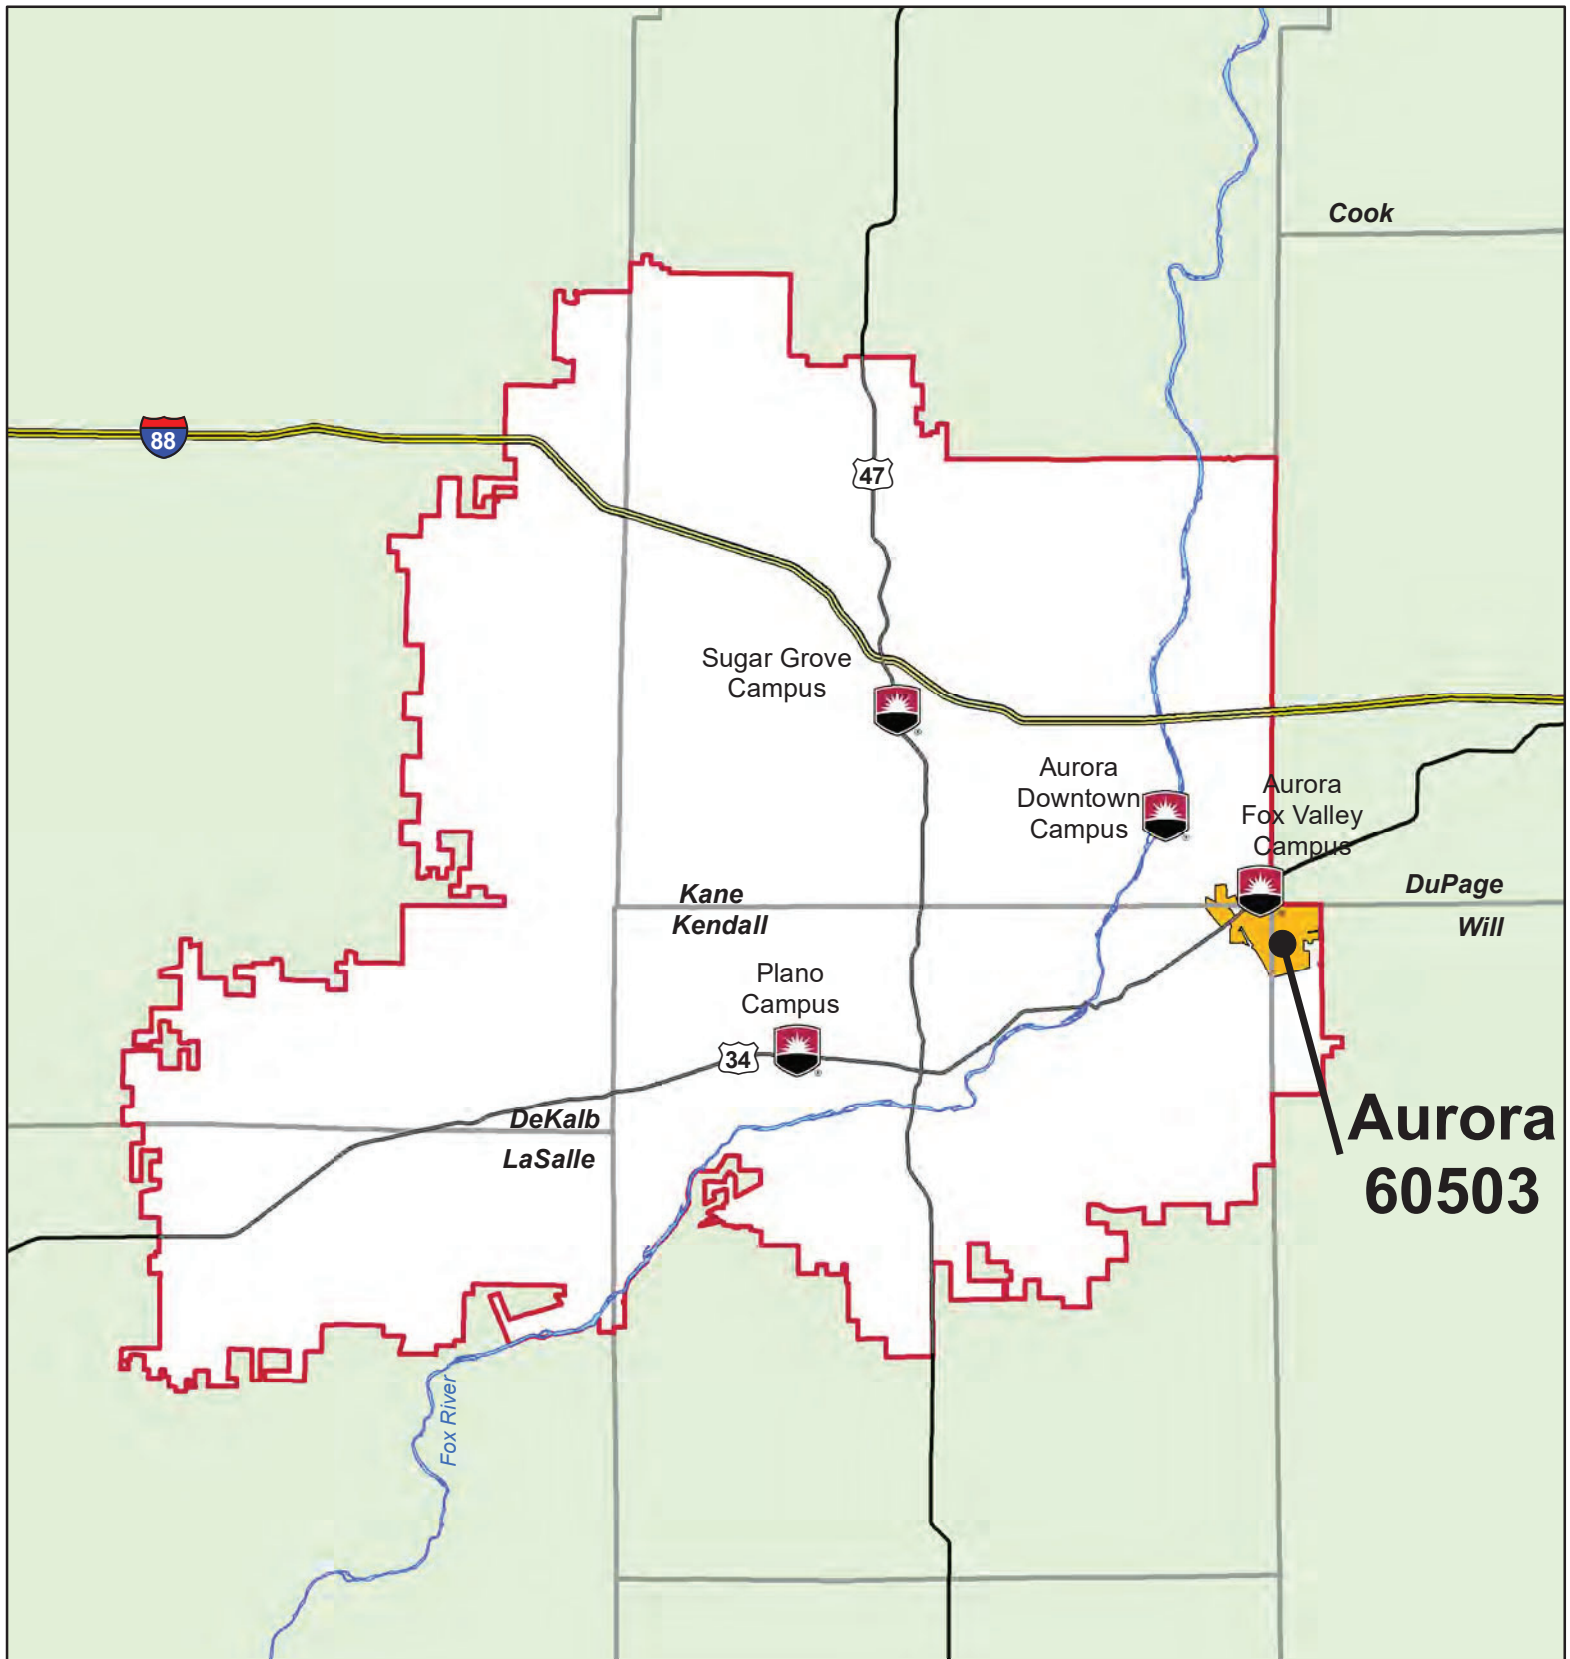 Cook
88
47
Sugar Grove
Campus
Aurora
Downtown
Campus
Aurora
Fox Valley
Campus
Kane
Kendall
DuPage
Will
Plano
Campus
34
DeKalb
LaSalle
Aurora
60503
Fox River